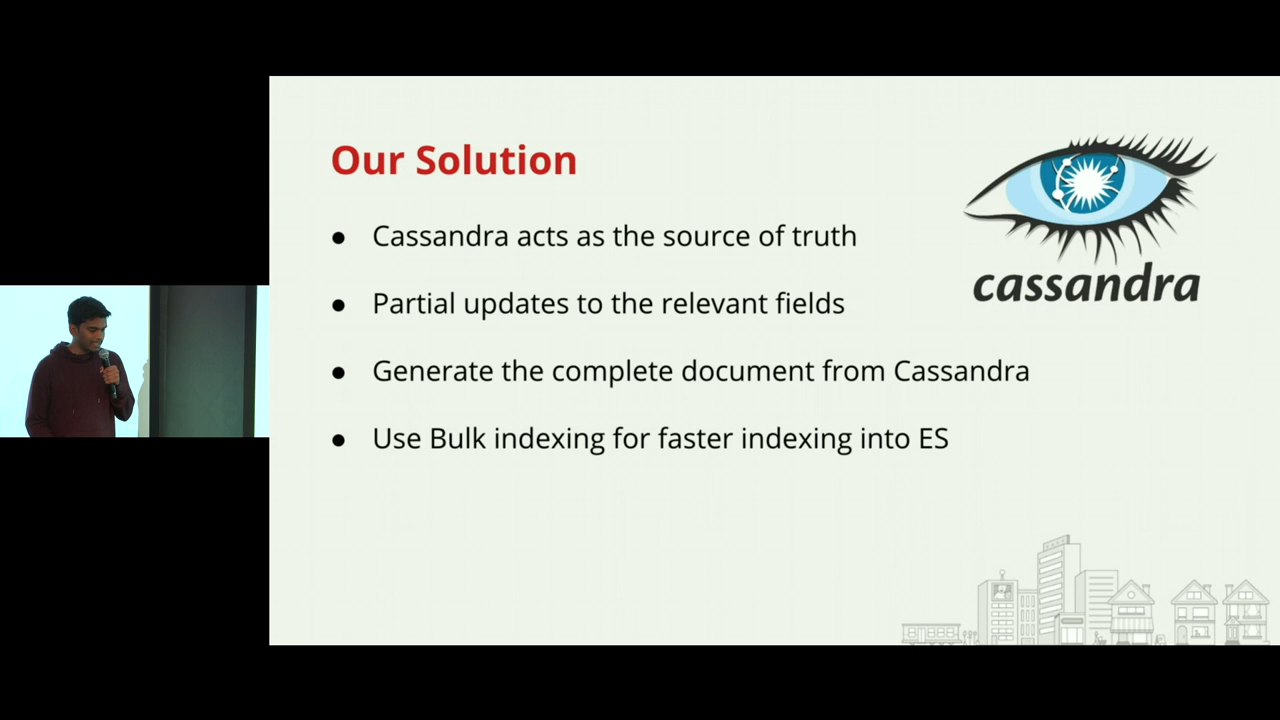 Our Solution
● Cassandra acts as the source of truth
● Partial updates to the relevant fields
● Generate the complete document from Cassandra
● Use Bulk indexing for faster indexing into ES
cassandra